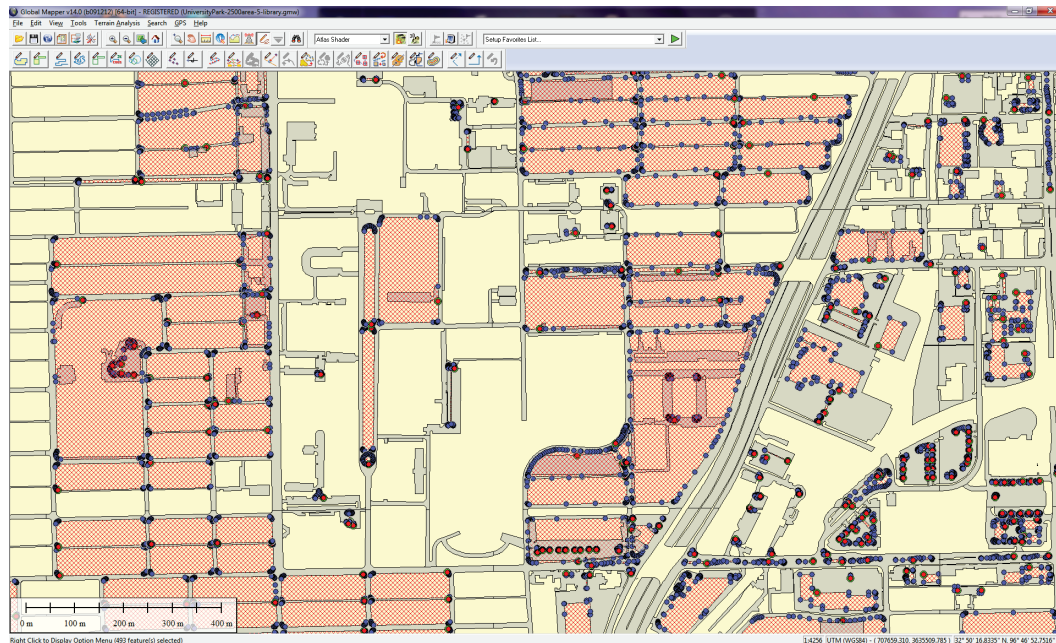 Global Mapper v14.0 (b091212) [64-bit] - REGISTERED (UniversityPark-2500area-5-library.gmw)
File Edit View Tools Terrain Analysis Search GPS Help
Atlas Shader
Setup Favorites List...
0 m 100 m 200 m 300 m 400 m
Right Click to Display Option Menu (493 feature(s) selected)
1:4256 UTM (WGS84) - ( 707659.310, 3635509.785 ) 32° 50' 16.8335" N, 96° 46' 52.7516"